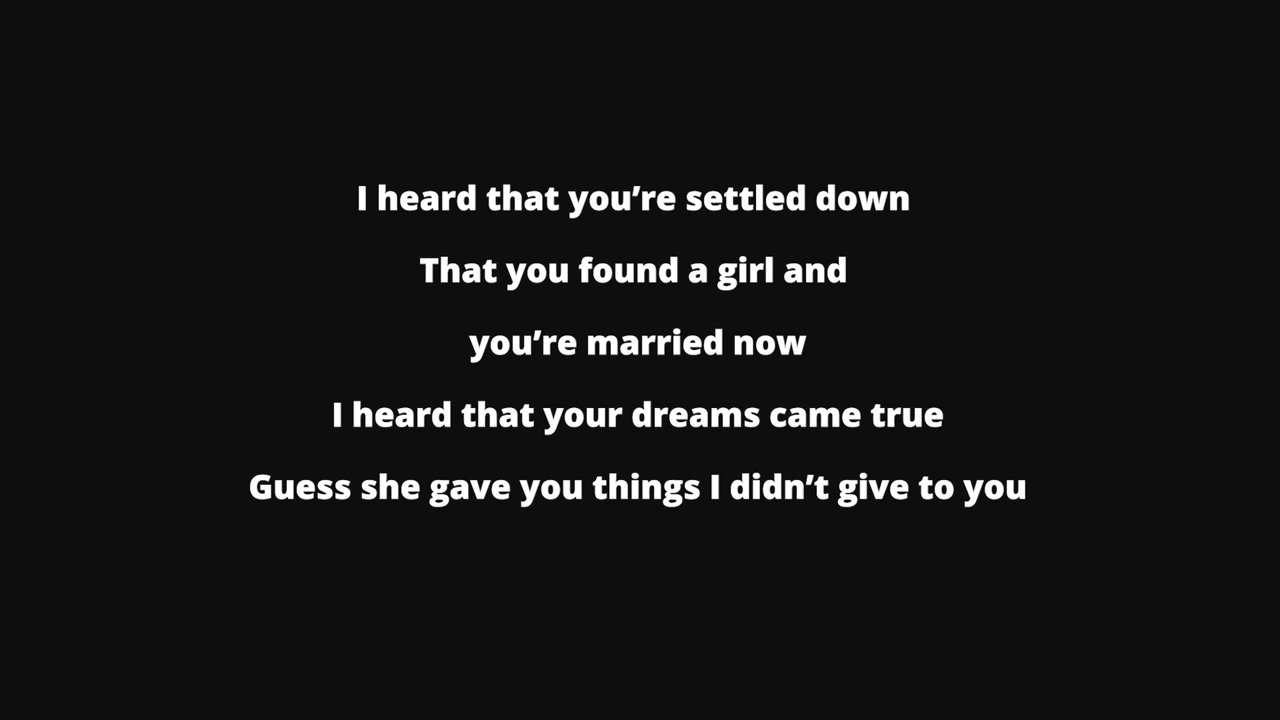 I heard that you’re settled down
That you found a girl and
you’re married now
I heard that your dreams came true
Guess she gave you things I didn’t give to you